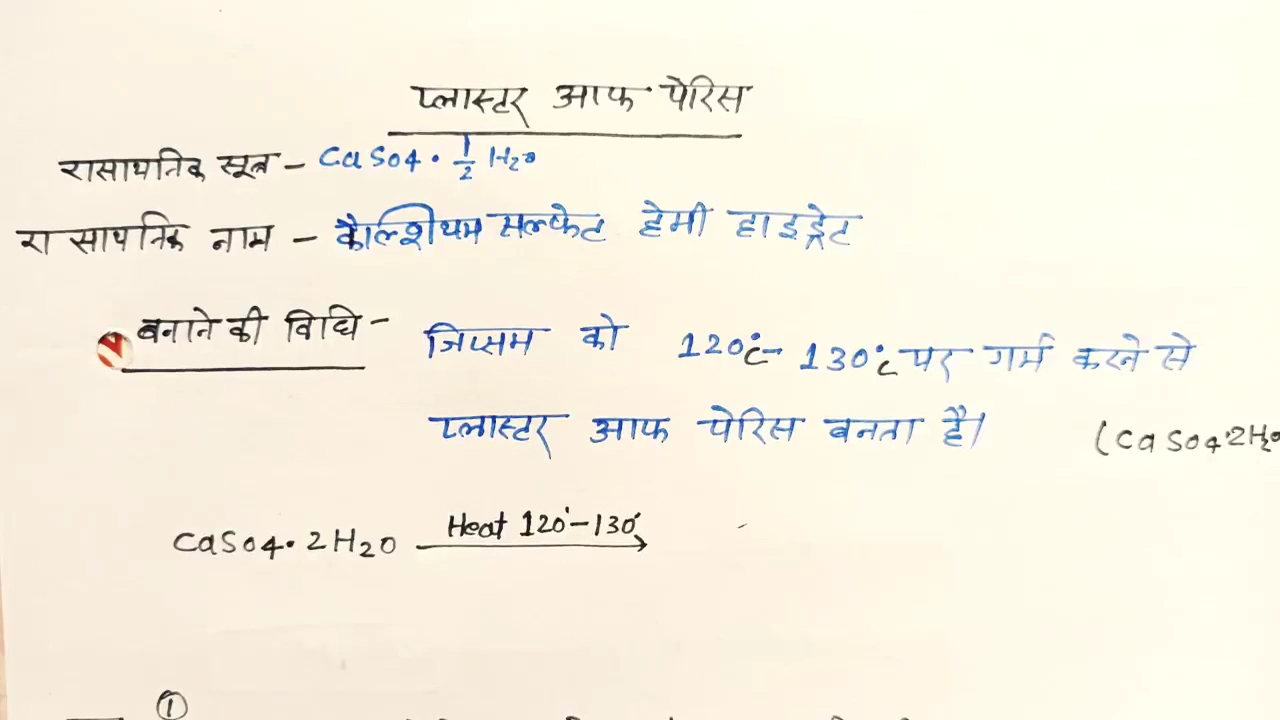 प्लास्टर आफ पेरिस
रासायनिक सूत्र - CaSO4 · 1/2 H2O
रासायनिक नाम - कैल्शियम सल्फेट हेमी हाइड्रेट
बनाने की विधि - जिप्सम को 120°C - 130°C पर गर्म करने से
प्लास्टर आफ पेरिस बनता है।
(CaSO4·2H2O
CaSO4·2H2O Heat 120°-130°
①